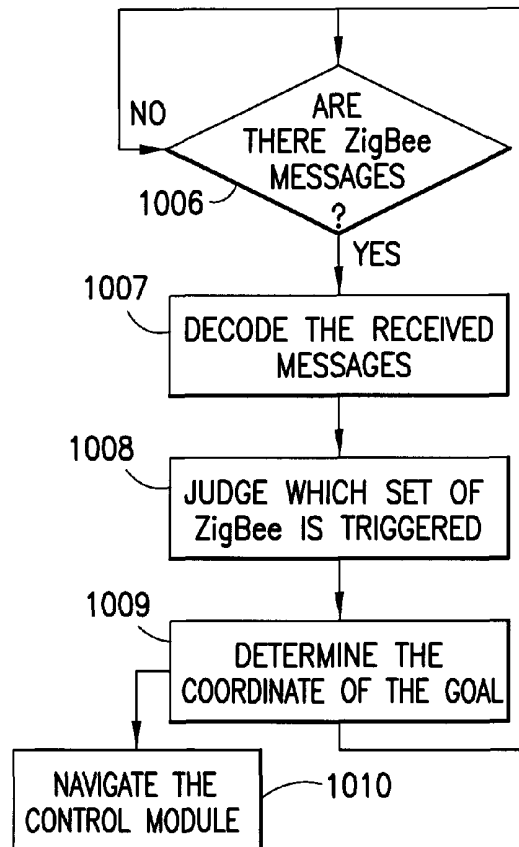 ARE
THERE ZigBee
MESSAGES
?
NO
1006
YES
1007
DECODE THE RECEIVED
MESSAGES
1008
JUDGE WHICH SET OF
ZigBee IS TRIGGERED
1009
DETERMINE THE
COORDINATE OF THE GOAL
NAVIGATE THE
CONTROL MODULE
1010